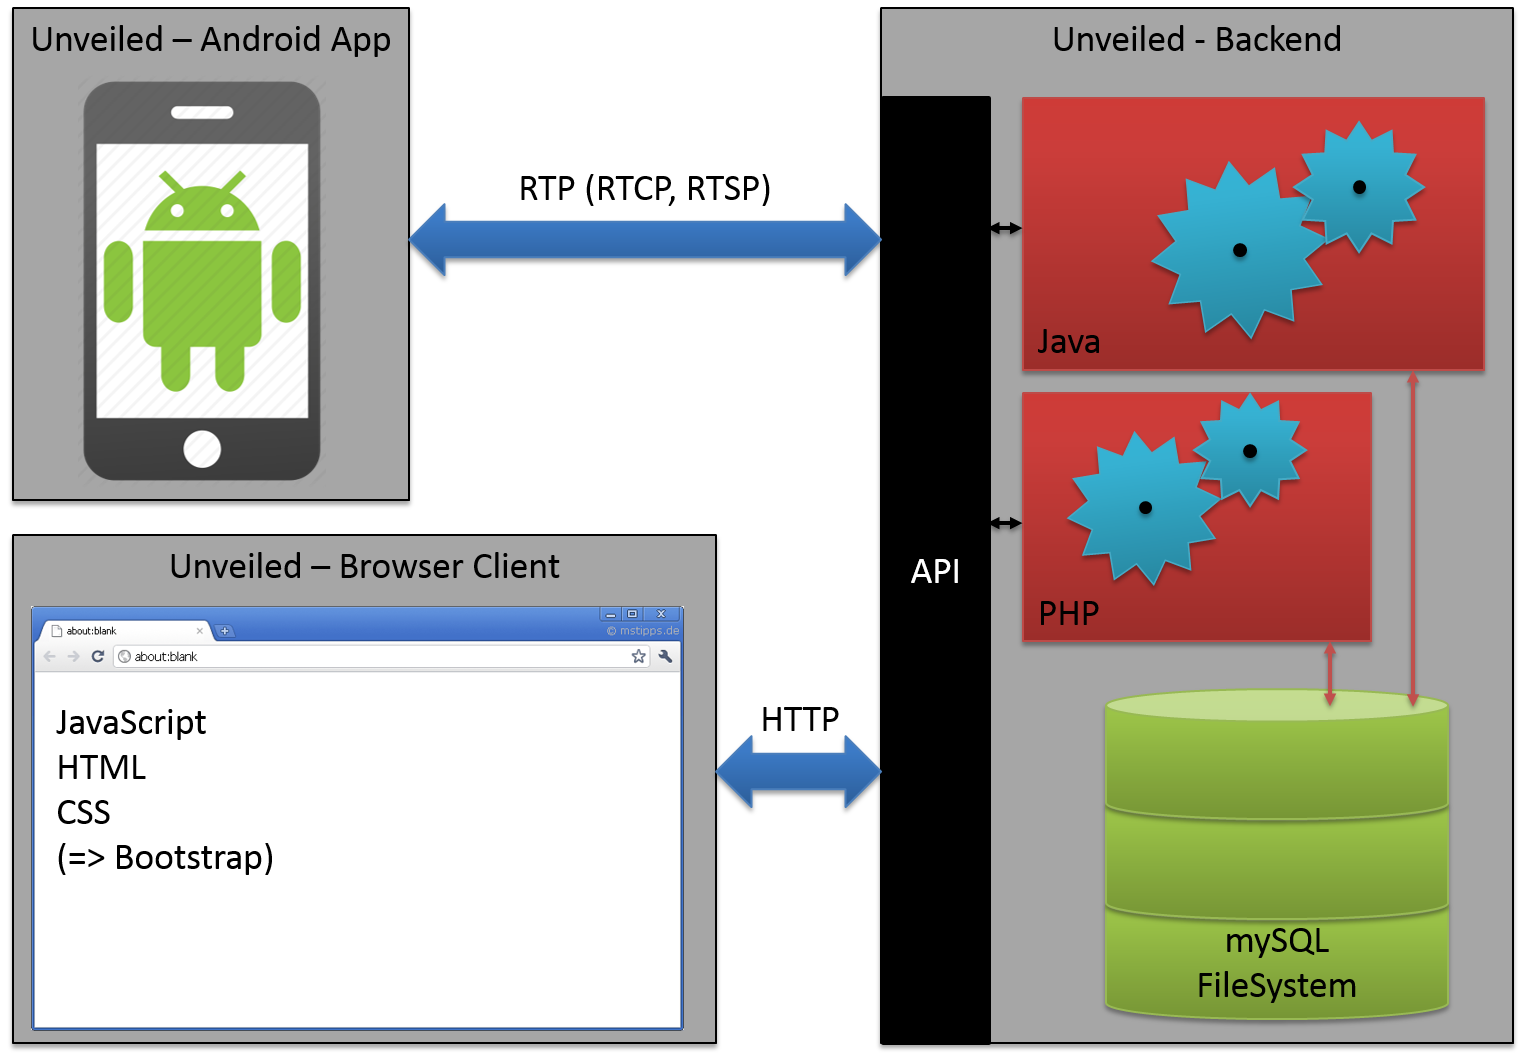 Unveiled – Android App
RTP (RTCP, RTSP)
Unveiled - Backend
API
Java
PHP
mySQL
FileSystem
Unveiled – Browser Client
about:blank
© mstipps.de
about:blank
JavaScript
HTML
CSS
(=> Bootstrap)
HTTP